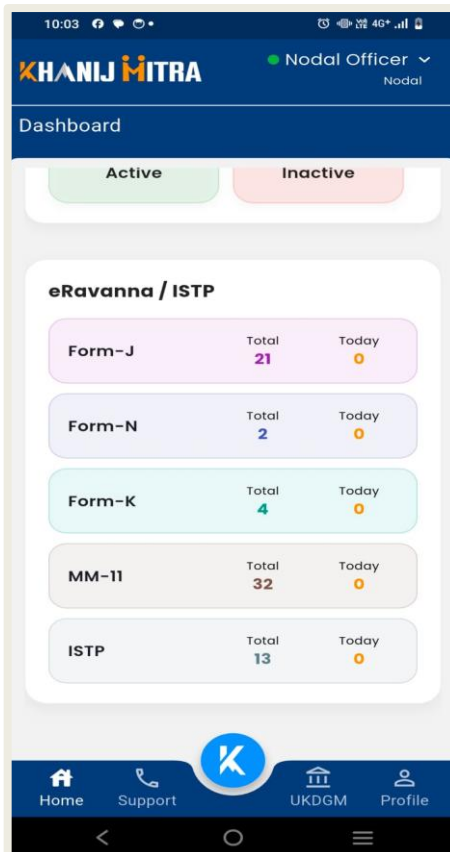 10:03
4G+
KHANIJ MITRA
Nodal Officer
Nodal
Dashboard
Active Inactive
eRavanna / ISTP
Form-J
Total
21
Today
0
Form-N
Total
2
Today
0
Form-K
Total
4
Today
0
MM-11
Total
32
Today
0
ISTP
Total
13
Today
0
K
Home Support UKDGM Profile